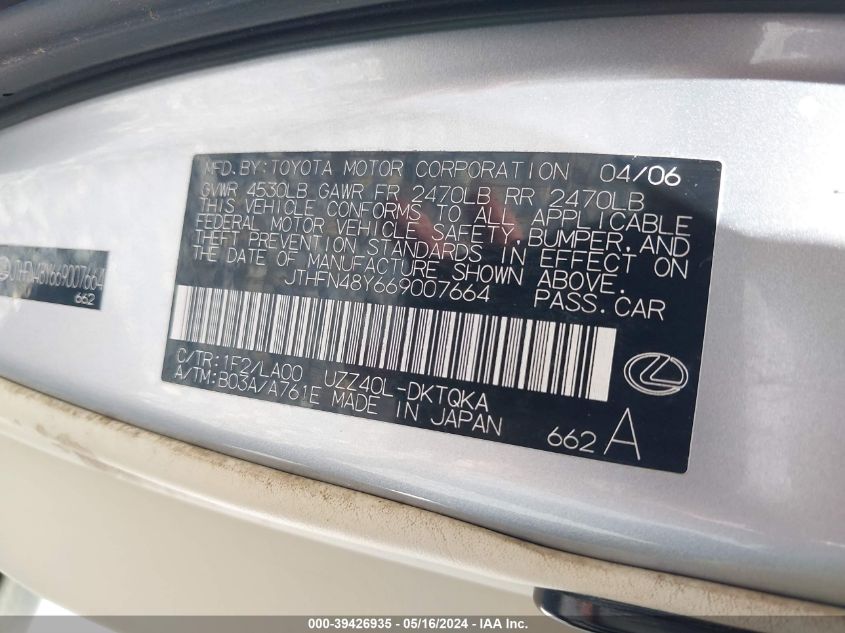 MFD.BY:TOYOTA MOTOR CORPORATION 04/06
GVWR 4530LB GAWR FR 2470LB RR 2470LB
THIS VEHICLE CONFORMS TO ALL APPLICABLE
FEDERAL MOTOR VEHICLE SAFETY,BUMPER,AND
THEFT PREVENTION STANDARDS IN EFFECT ON
THE DATE OF MANUFACTURE SHOWN ABOVE.
JTHFN48Y669007664 PASS.CAR
C/TR:1F2/LA00 UZZ40L-DKTQKA
A/TM:B03A/A761E MADE IN JAPAN
662 A
JTHFN48Y669007664
662
000-39426935 - 05/16/2024 - IAA Inc.